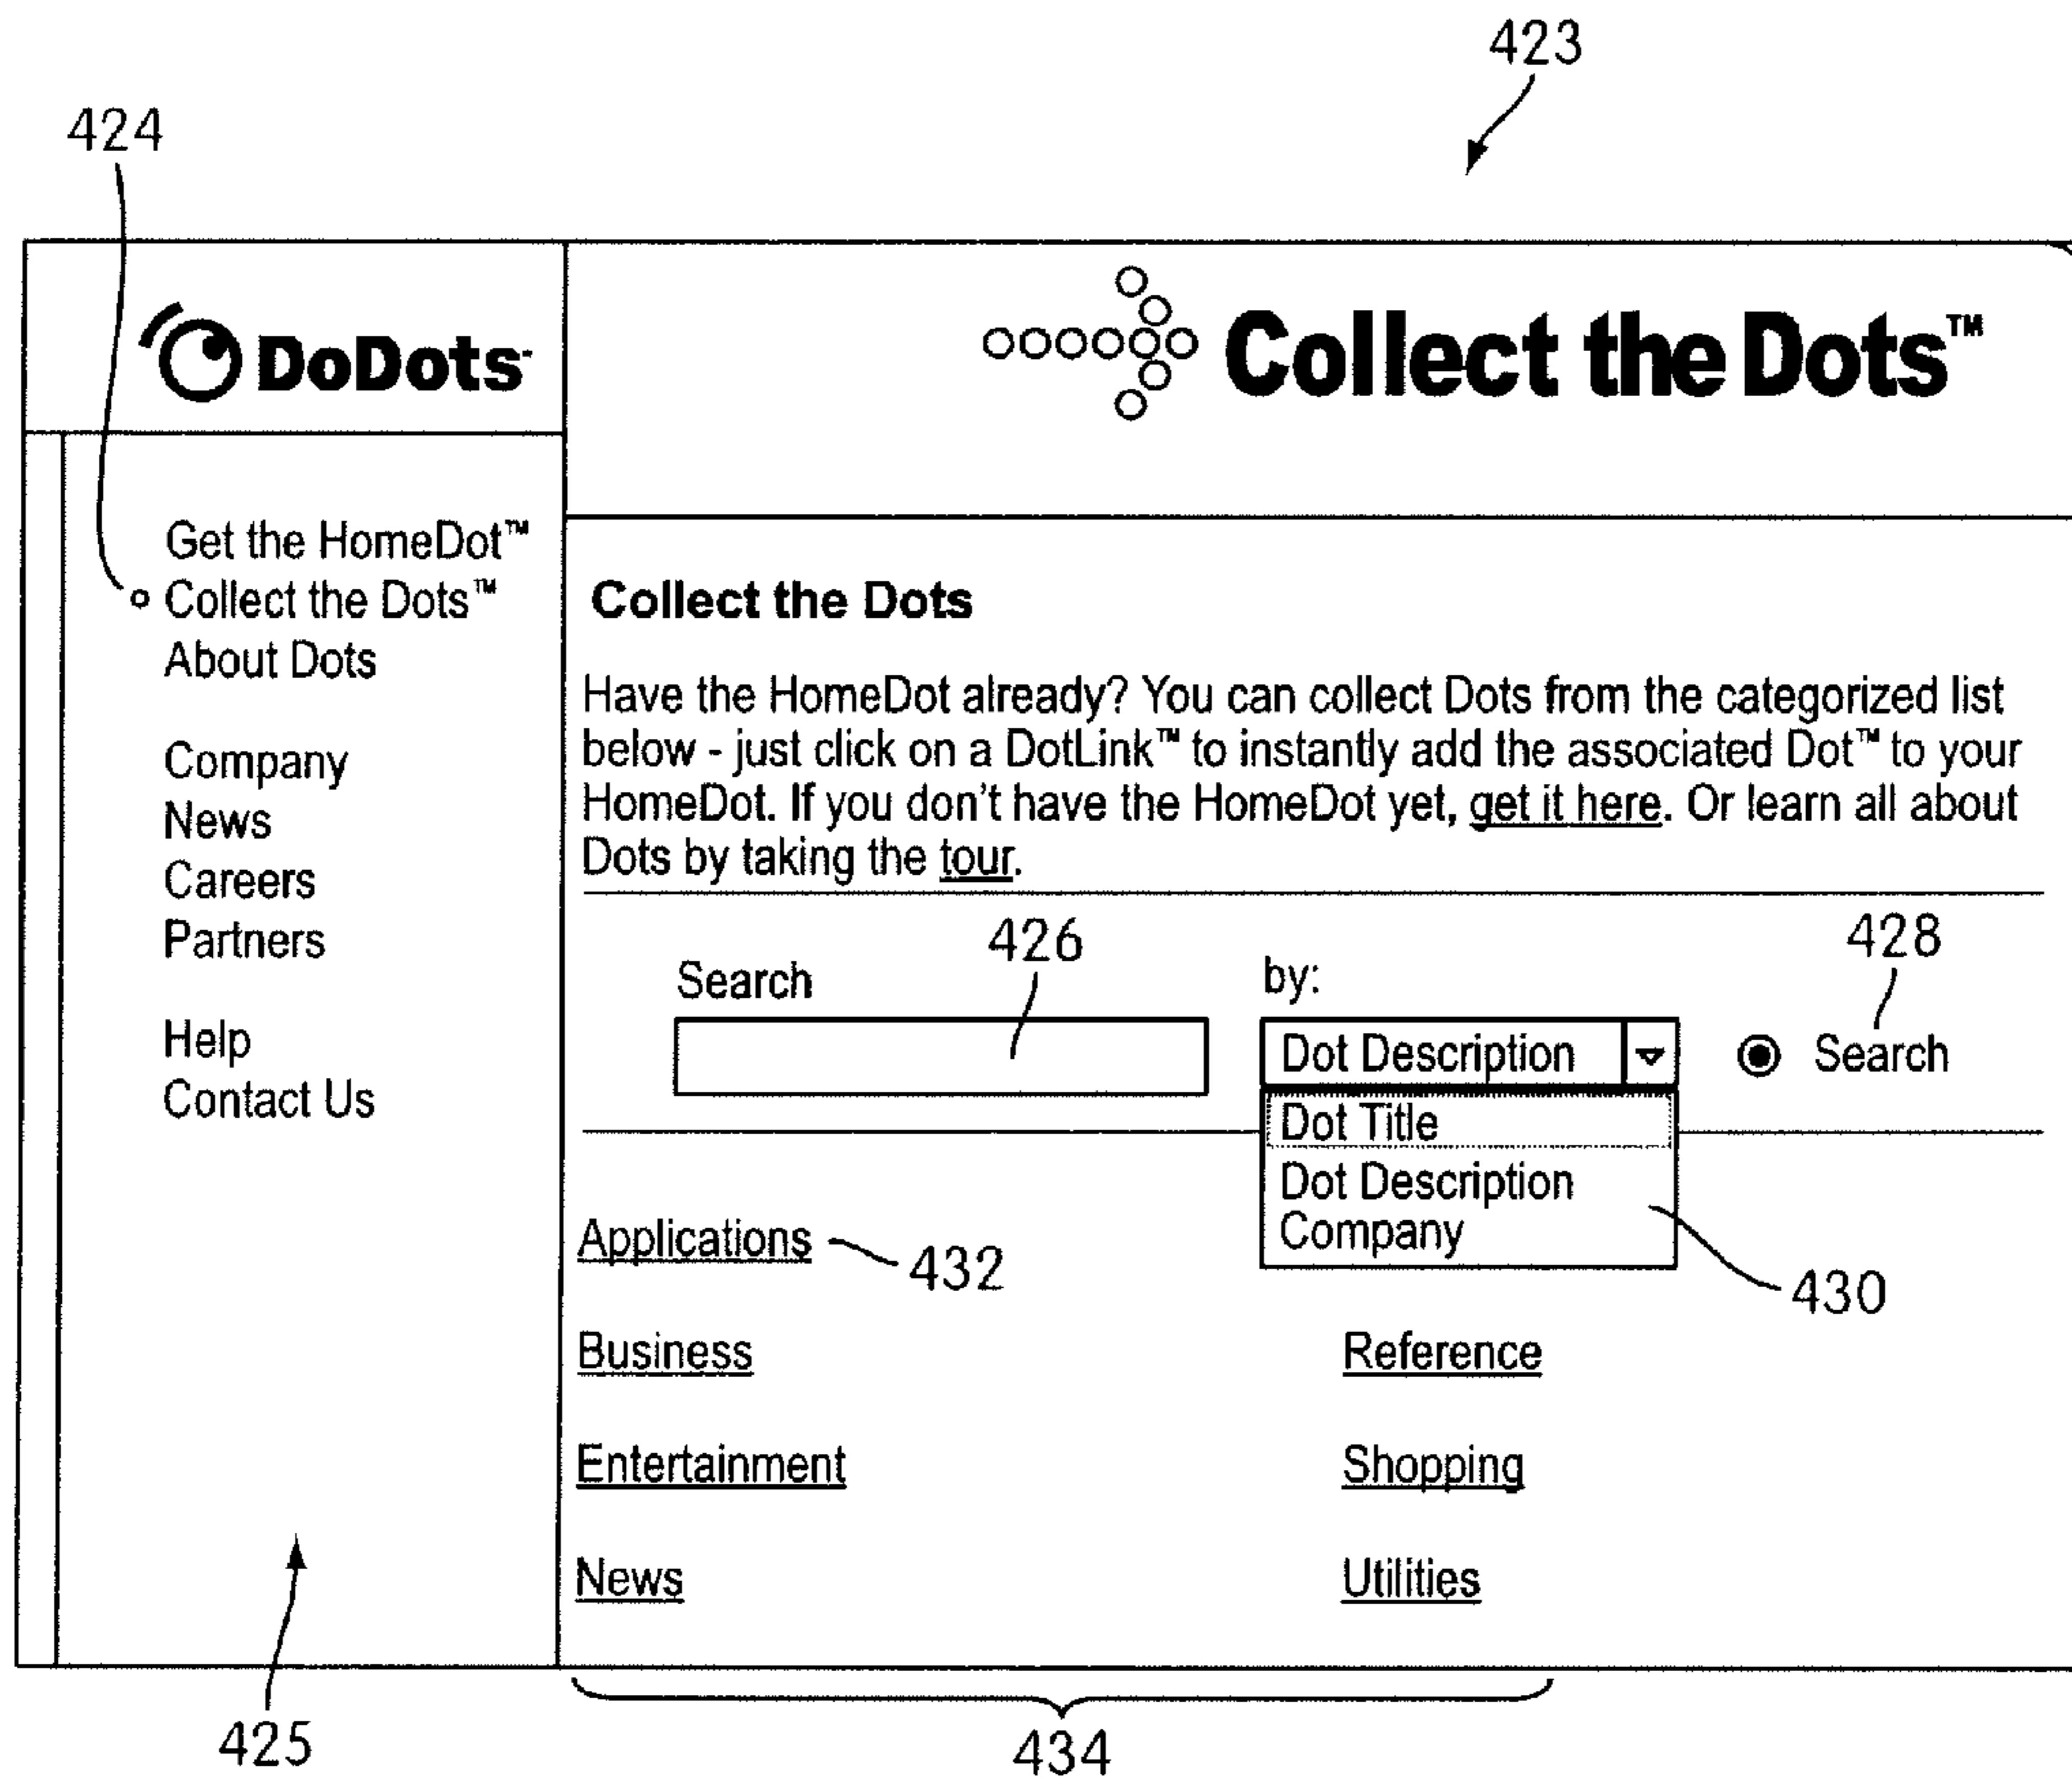 423
424
DoDots™
Collect the Dots™
Get the HomeDot™
Collect the Dots™
About Dots
Company
News
Careers
Partners
Help
Contact Us
425
Collect the Dots
Have the HomeDot already? You can collect Dots from the categorized list
below - just click on a DotLink™ to instantly add the associated Dot™ to your
HomeDot. If you don't have the HomeDot yet, get it here. Or learn all about
Dots by taking the tour.
426
428
Search
by:
Dot Description
Search
Dot Title
Dot Description
Company
430
Applications
432
Business
Reference
Entertainment
Shopping
News
Utilities
434